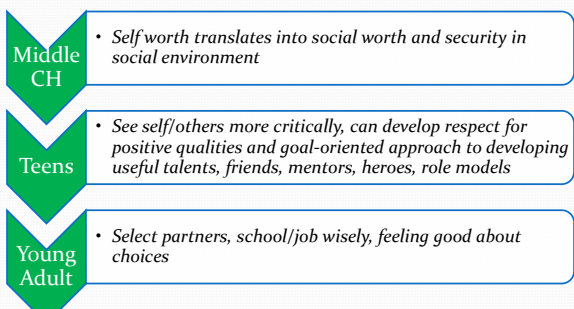 Middle
CH
• Self worth translates into social worth and security in
social environment
Teens
• See self/others more critically, can develop respect for
positive qualities and goal-oriented approach to developing
useful talents, friends, mentors, heroes, role models
Young
Adult
• Select partners, school/job wisely, feeling good about
choices